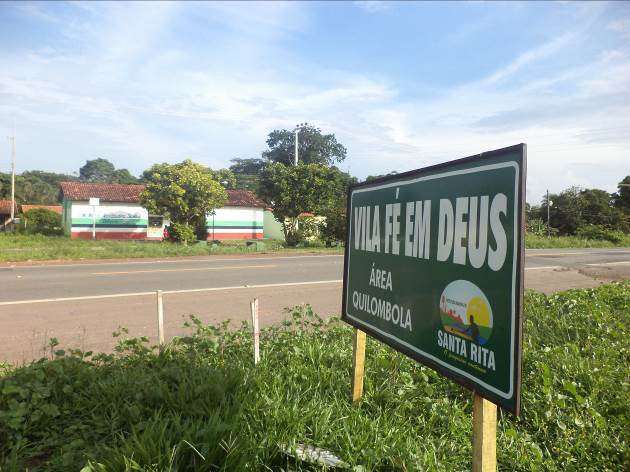 VILA FÉ EM DEUS
ÁREA
QUILOMBOLA
SANTA RITA